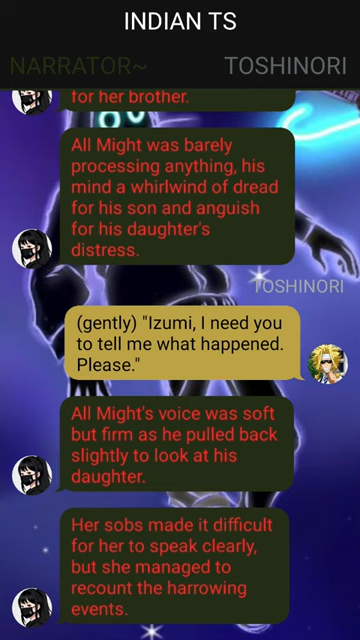 INDIAN TS
NARRATOR~
TOSHINORI
for her brother.
All Might was barely
processing anything, his
mind a whirlwind of dread
for his son and anguish
for his daughter's
distress.
TOSHINORI
(gently) "Izumi, I need you
to tell me what happened.
Please."
All Might's voice was soft
but firm as he pulled back
slightly to look at his
daughter.
Her sobs made it difficult
for her to speak clearly,
but she managed to
recount the harrowing
events.